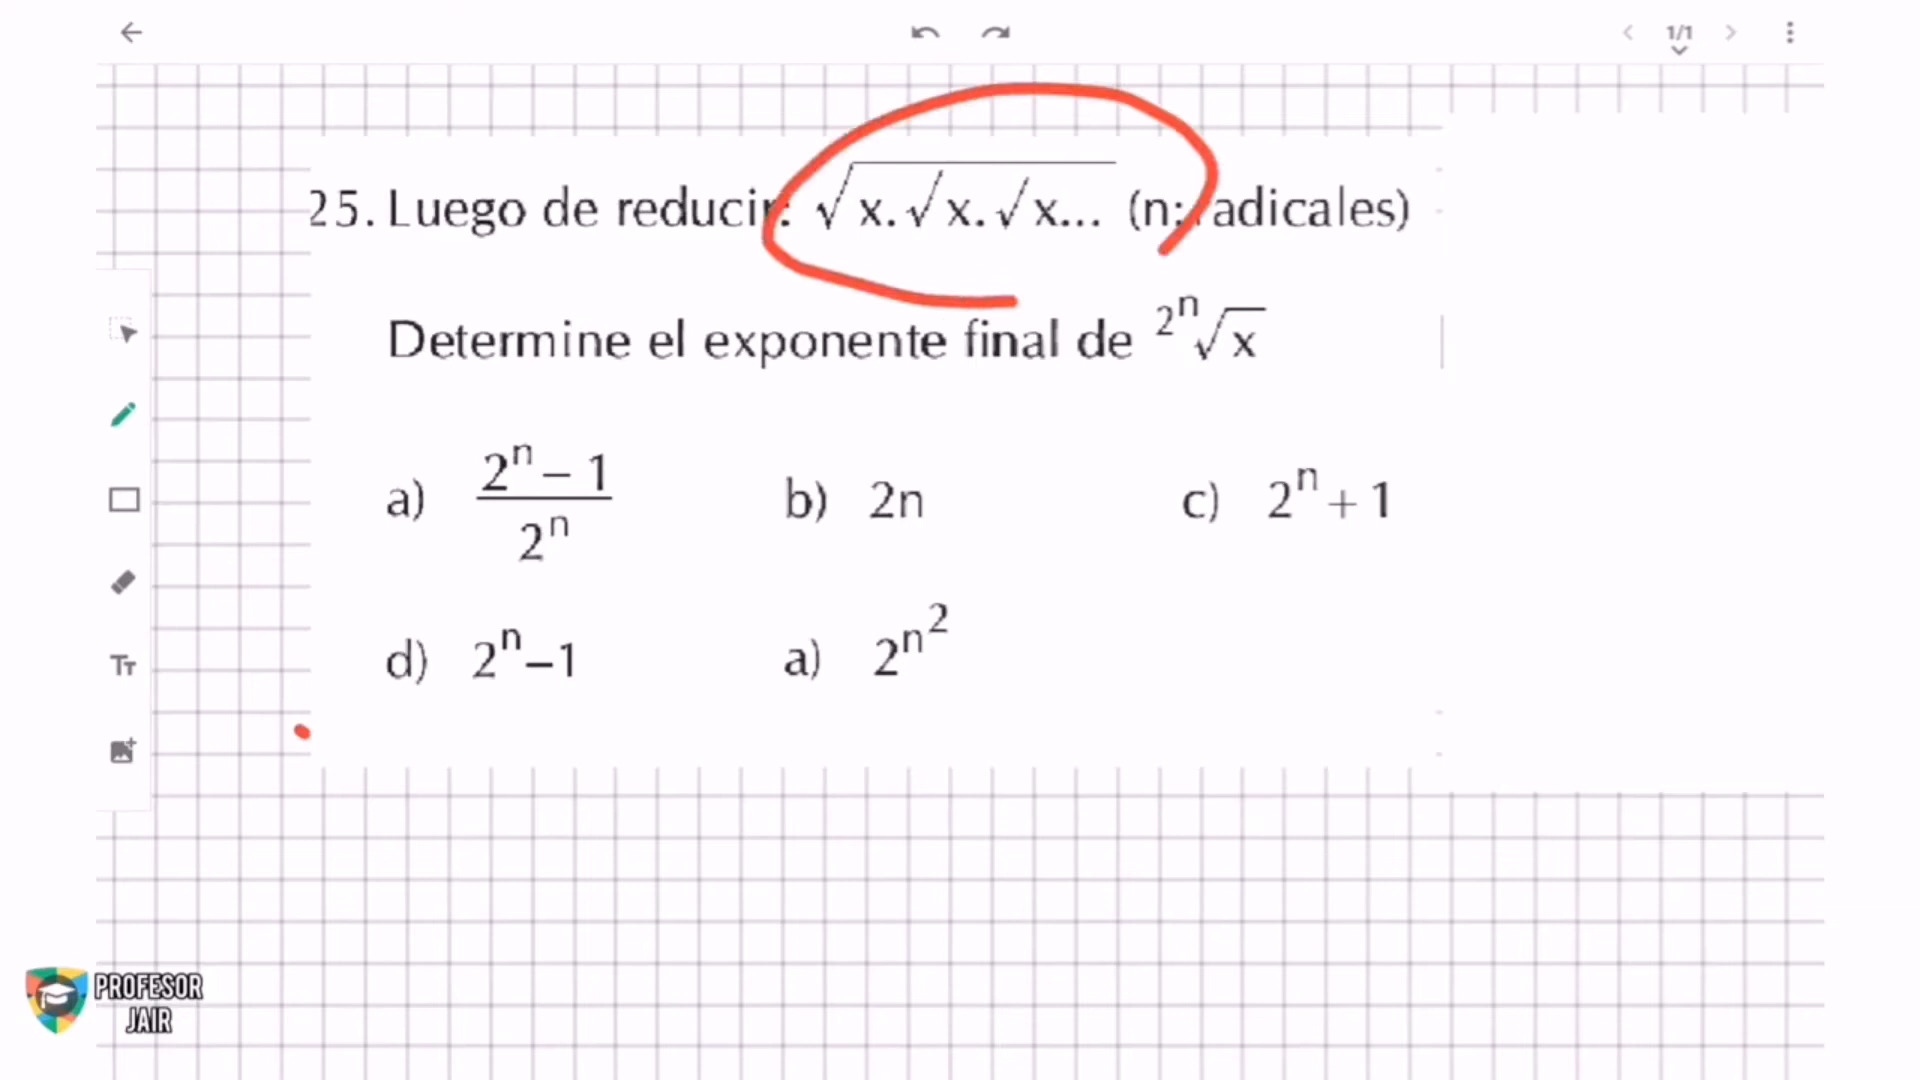 1/1
25. Luego de reducir: √x.√x.√x... (n: radicales)
Determine el exponente final de ²ⁿ√x
a) 2ⁿ – 1 / 2ⁿ b) 2n c) 2ⁿ + 1
d) 2ⁿ–1 a) 2ⁿ²
Tт
PROFESOR
JAIR